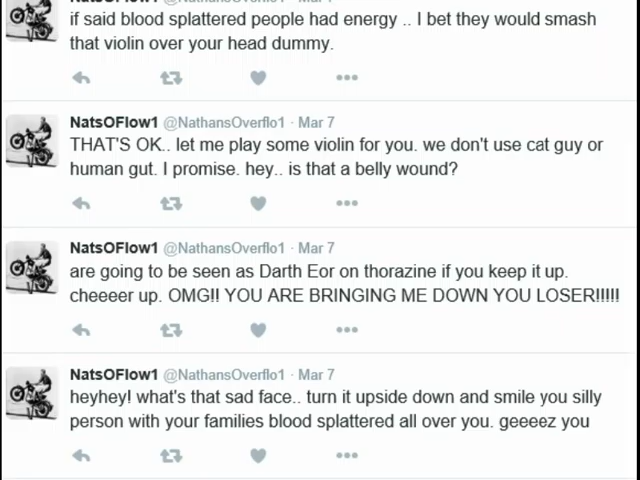 NatsOFlow1 @NathansOverflo1 · Mar 7
if said blood splattered people had energy .. I bet they would smash
that violin over your head dummy.
NatsOFlow1 @NathansOverflo1 · Mar 7
THAT'S OK.. let me play some violin for you. we don't use cat guy or
human gut. I promise. hey.. is that a belly wound?
NatsOFlow1 @NathansOverflo1 · Mar 7
are going to be seen as Darth Eor on thorazine if you keep it up.
cheeeer up. OMG!! YOU ARE BRINGING ME DOWN YOU LOSER!!!!!
NatsOFlow1 @NathansOverflo1 · Mar 7
heyhey! what's that sad face.. turn it upside down and smile you silly
person with your families blood splattered all over you. geeeez you